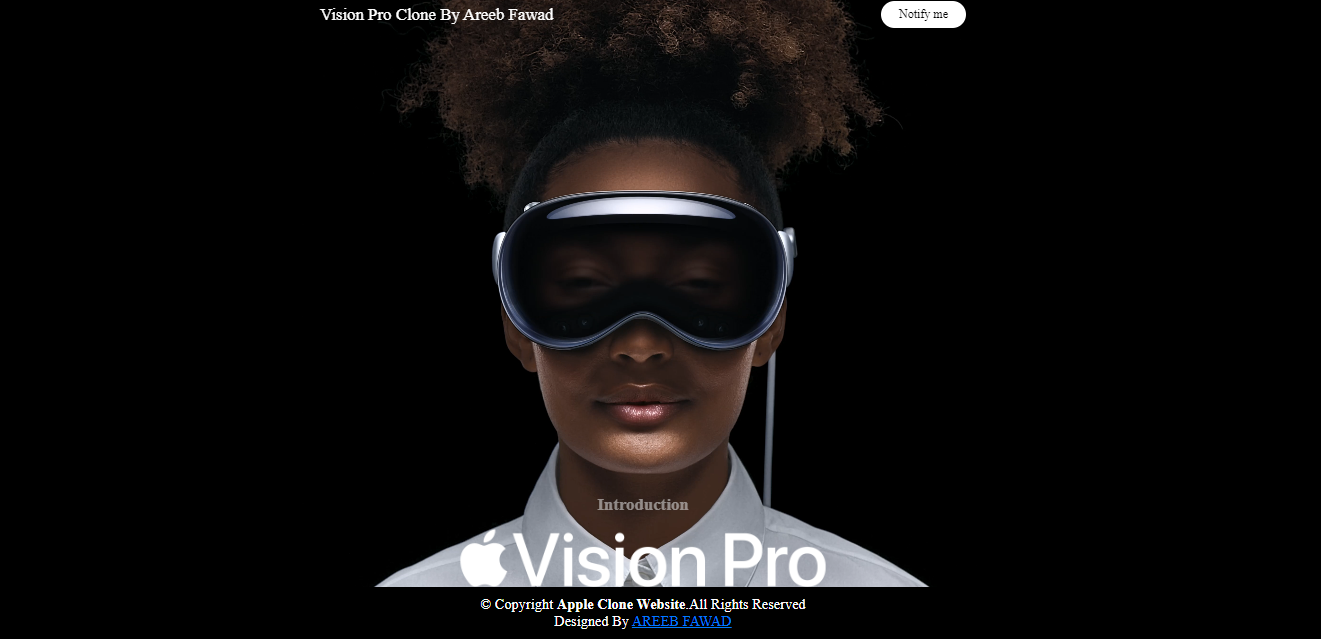 Vision Pro Clone By Areeb Fawad
Notify me
Introduction
Vision Pro
© Copyright Apple Clone Website.All Rights Reserved
Designed By AREEB FAWAD